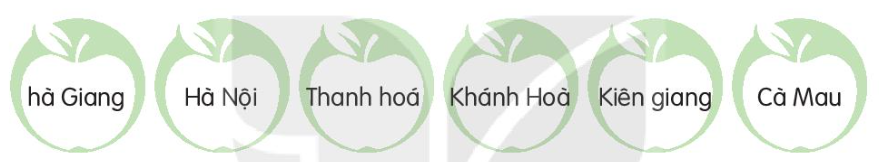 hà Giang Hà Nội Thanh hoá Khánh Hoà Kiên giang Cà Mau